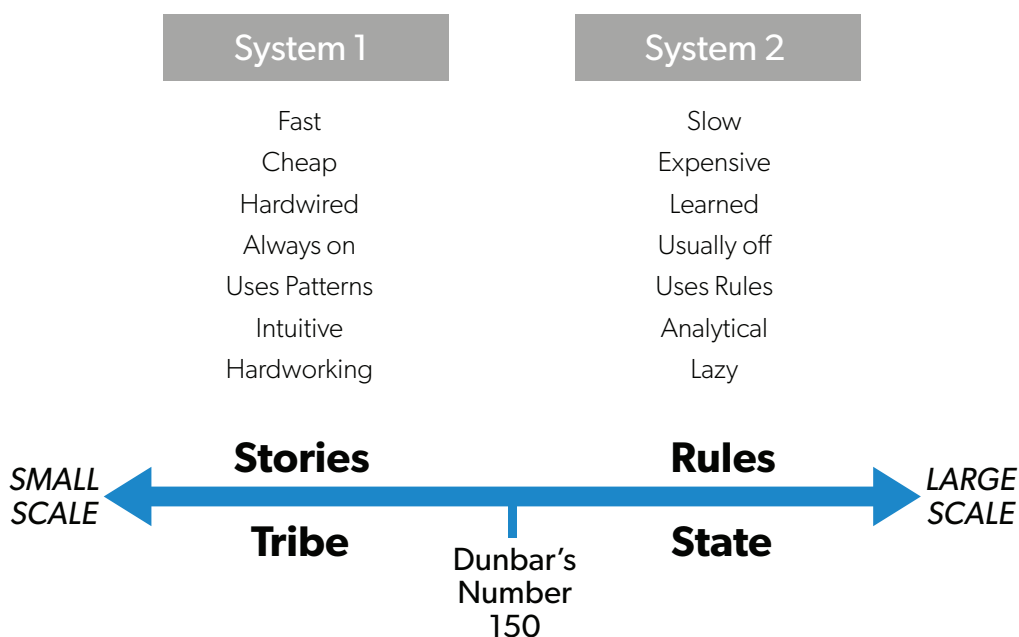 System 1
System 2
Fast
Slow
Cheap
Expensive
Hardwired
Learned
Always on
Usually off
Uses Patterns
Uses Rules
Intuitive
Analytical
Hardworking
Lazy
Stories
Rules
SMALL
SCALE
LARGE
SCALE
Tribe
State
Dunbar's
Number
150